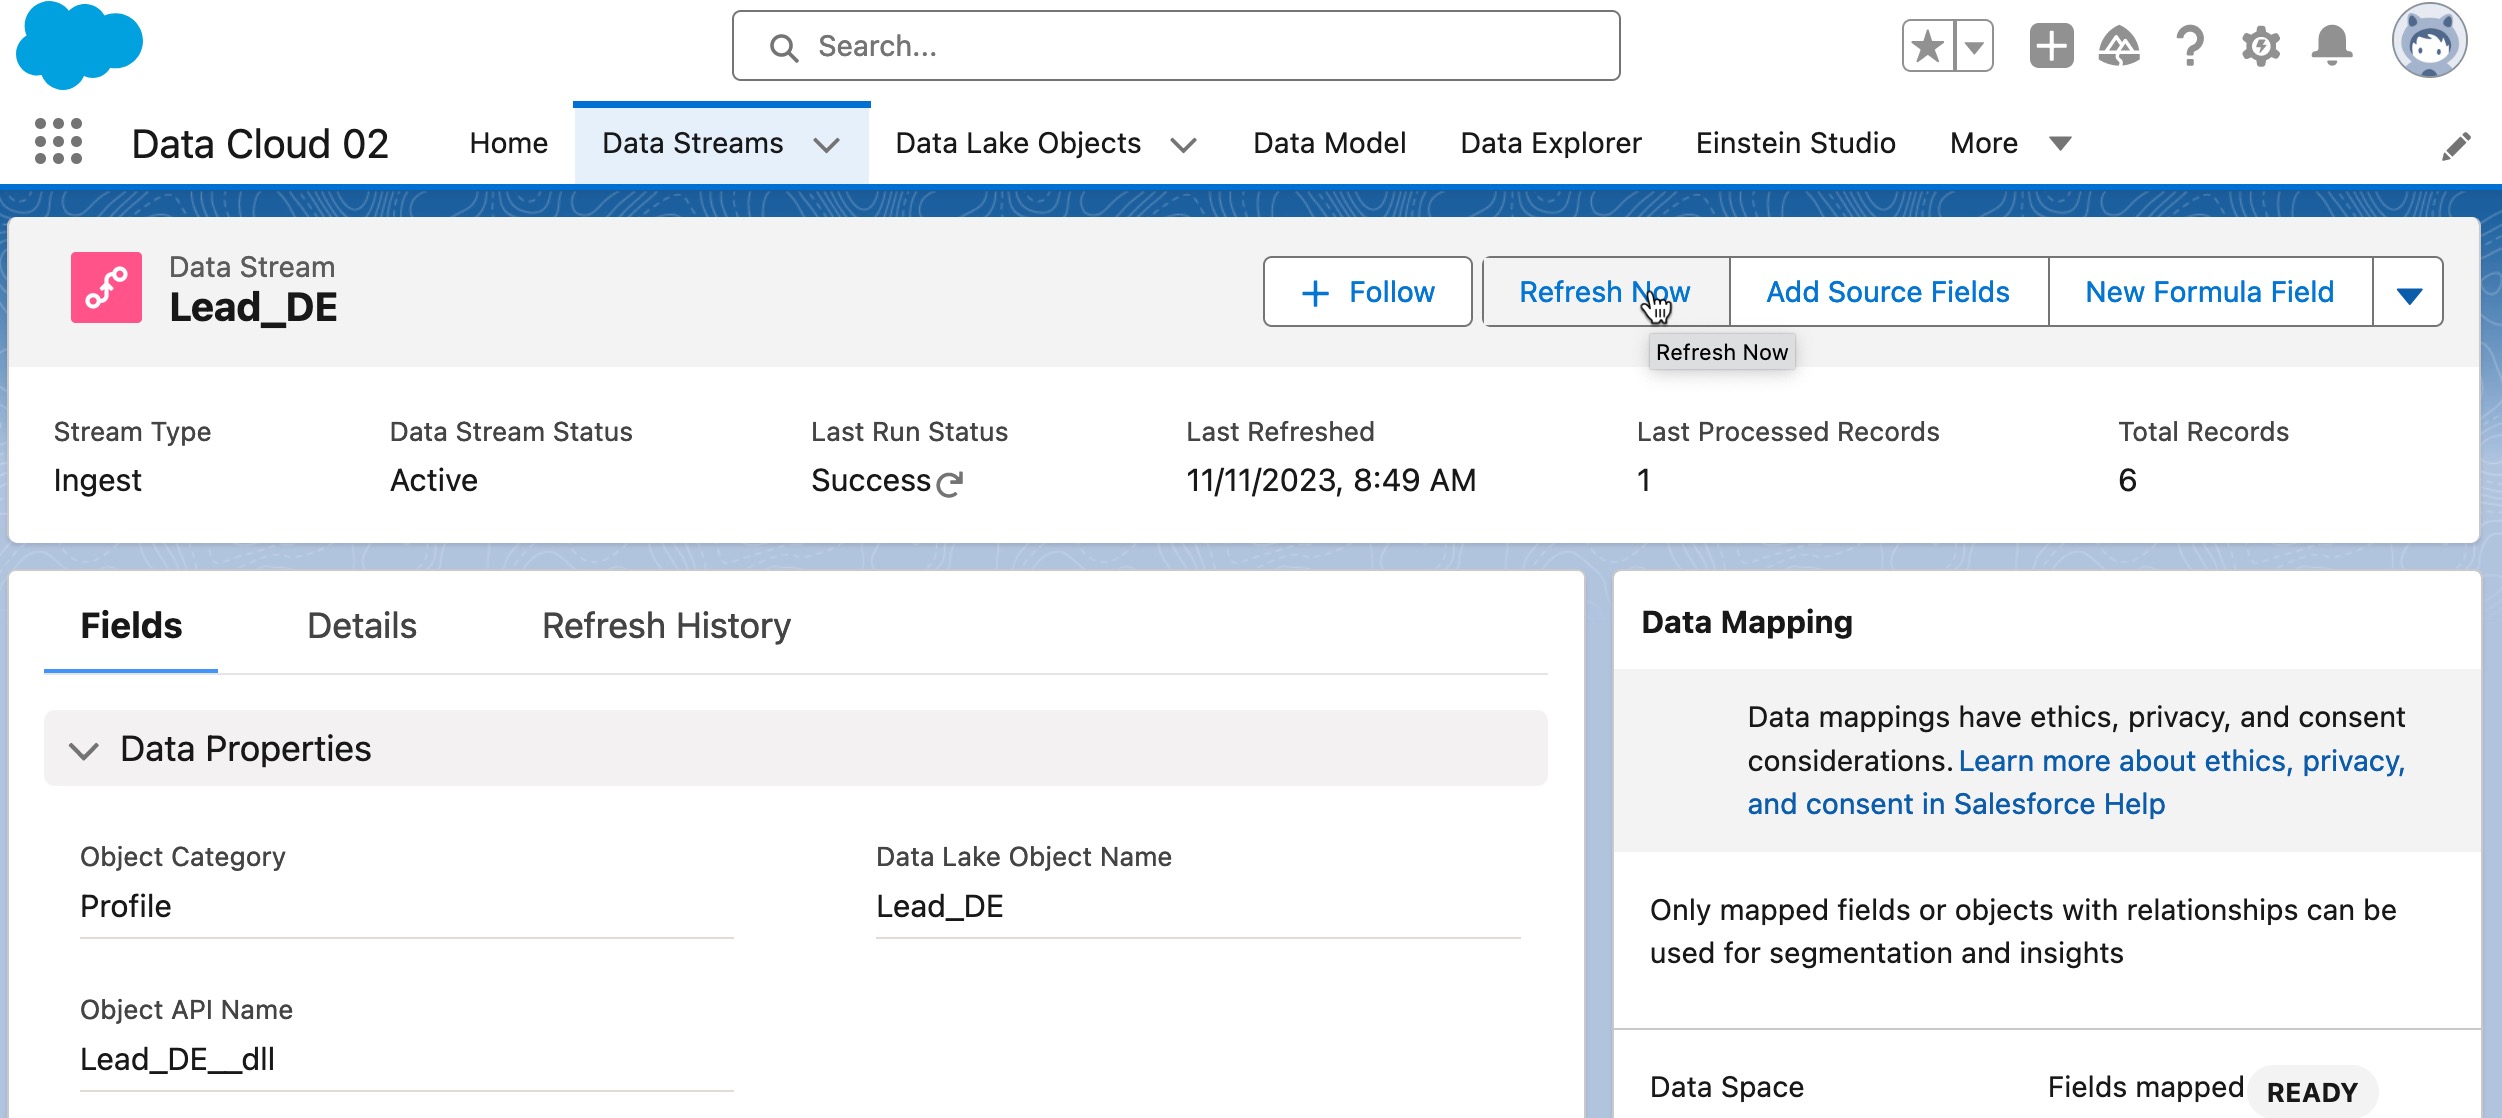 Search...
Data Cloud 02
Home
Data Streams
Data Lake Objects
Data Model
Data Explorer
Einstein Studio
More
Data Stream
Lead_DE
Follow
Refresh Now
Add Source Fields
New Formula Field
Refresh Now
Stream Type
Ingest
Data Stream Status
Active
Last Run Status
Success
Last Refreshed
11/11/2023, 8:49 AM
Last Processed Records
1
Total Records
6
Fields
Details
Refresh History
Data Properties
Object Category
Profile
Data Lake Object Name
Lead_DE
Object API Name
Lead_DE__dll
Data Mapping
Data mappings have ethics, privacy, and consent
considerations. Learn more about ethics, privacy,
and consent in Salesforce Help
Only mapped fields or objects with relationships can be
used for segmentation and insights
Data Space
Fields mapped
READY